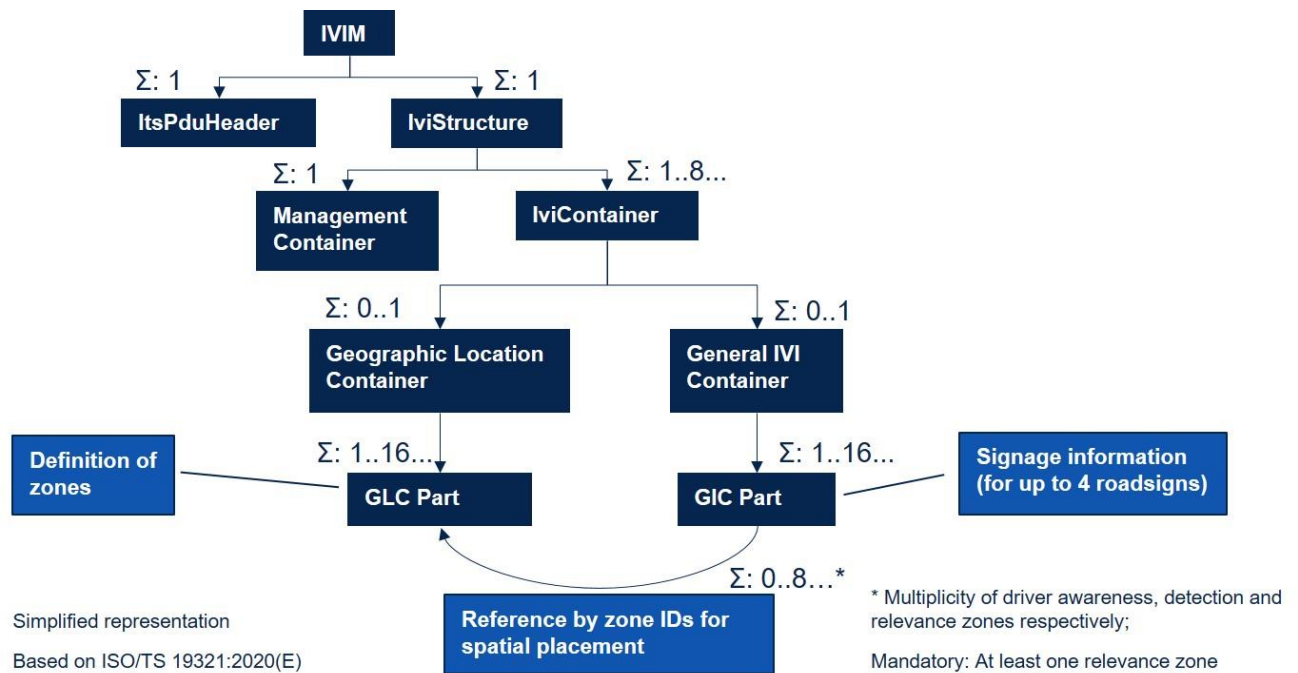 IVIM
Σ: 1
Σ: 1
ItsPduHeader
IviStructure
Σ: 1
Σ: 1..8...
Management
Container
IviContainer
Σ: 0..1
Σ: 0..1
Geographic Location
Container
General IVI
Container
Definition of
zones
Σ: 1..16...
Σ: 1..16...
Signage information
(for up to 4 roadsigns)
GLC Part
GIC Part
Σ: 0..8…*
Reference by zone IDs for
spatial placement
Simplified representation
Based on ISO/TS 19321:2020(E)
* Multiplicity of driver awareness, detection and
relevance zones respectively;
Mandatory: At least one relevance zone